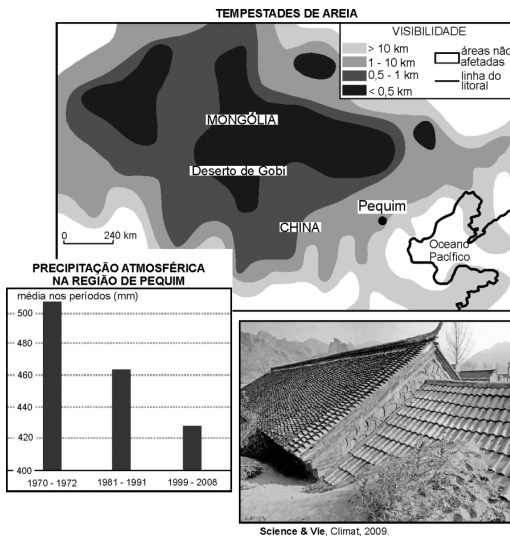 TEMPESTADES DE AREIA
VISIBILIDADE
> 10 km
1 - 10 km
0,5 - 1 km
< 0,5 km
áreas não
afetadas
linha do
litoral
MONGÓLIA
Deserto de Gobi
Pequim
CHINA
0 240 km
Oceano
Pacífico
PRECIPITAÇÃO ATMOSFÉRICA
NA REGIÃO DE PEQUIM
média nos periodos (mm)
500
480
460
440
420
400
1970 - 1972
1981 - 1991
1999 - 2008
Science & Vie, Climat, 2009.